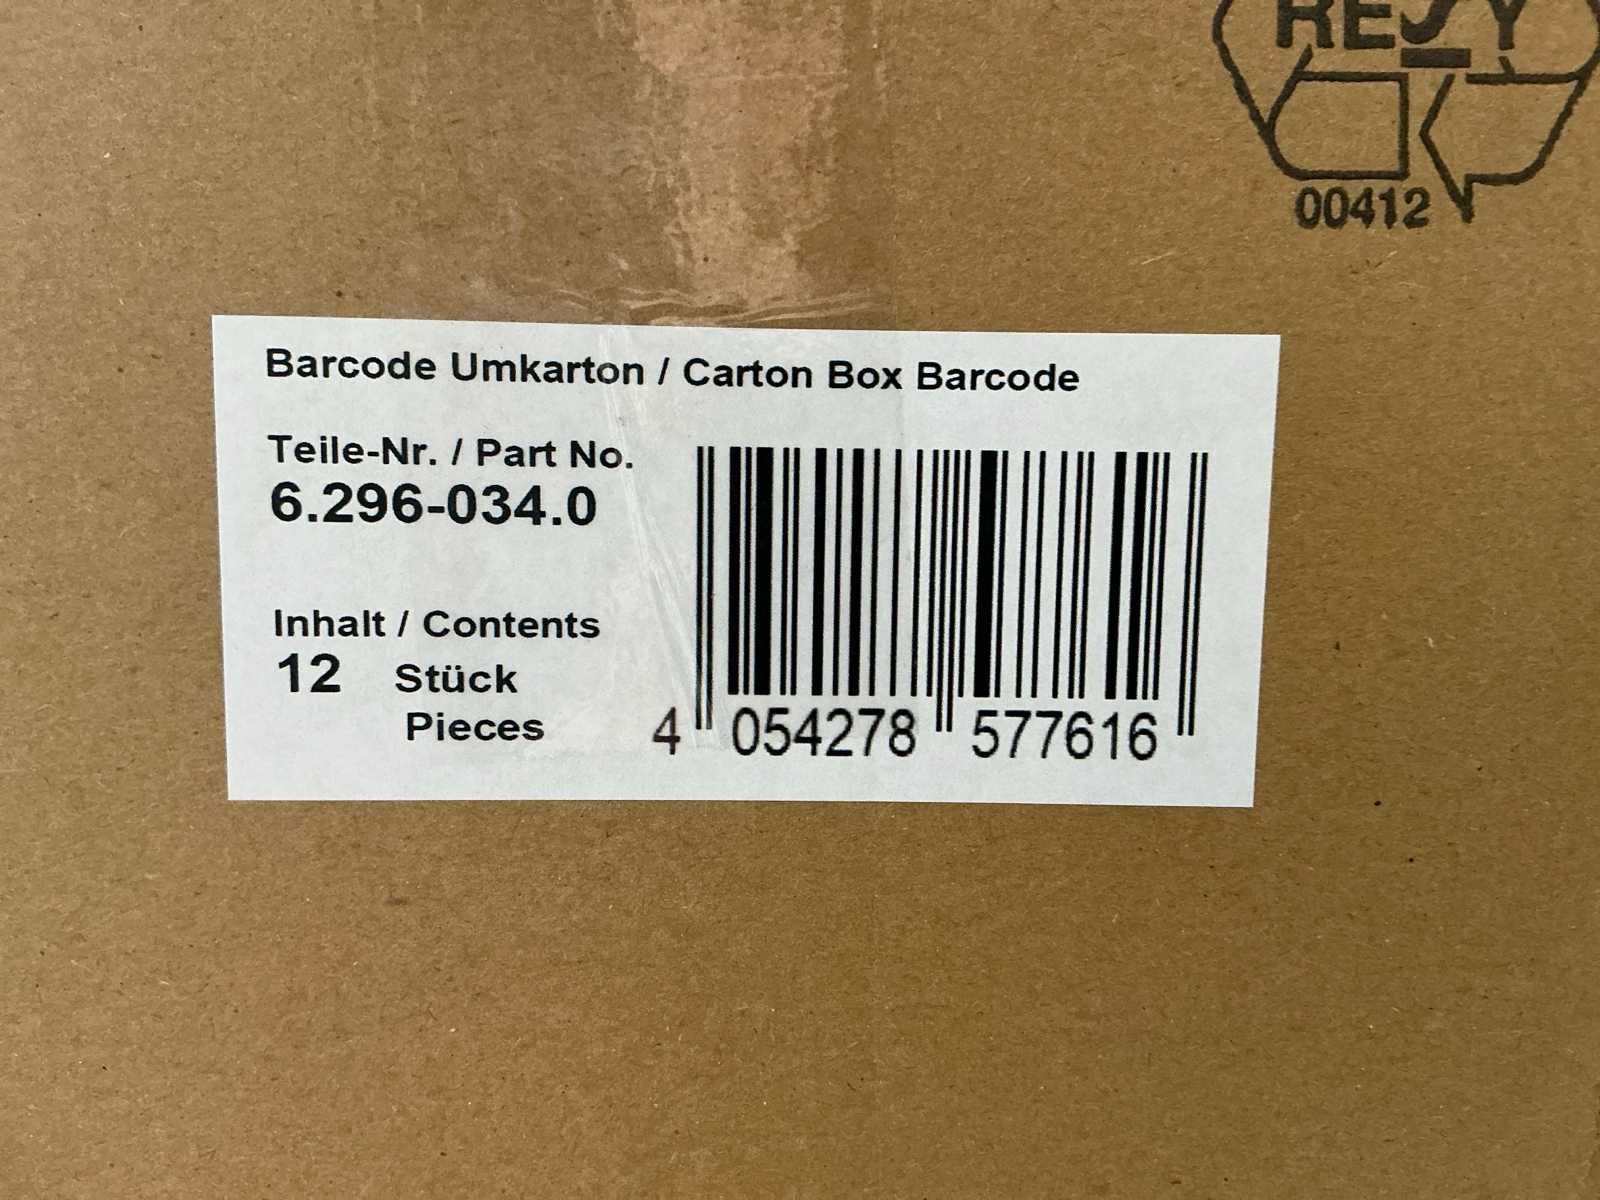 RESY
00412
Barcode Umkarton / Carton Box Barcode
Teile-Nr. / Part No.
6.296-034.0
Inhalt / Contents
12 Stück
Pieces
4 054278 577616